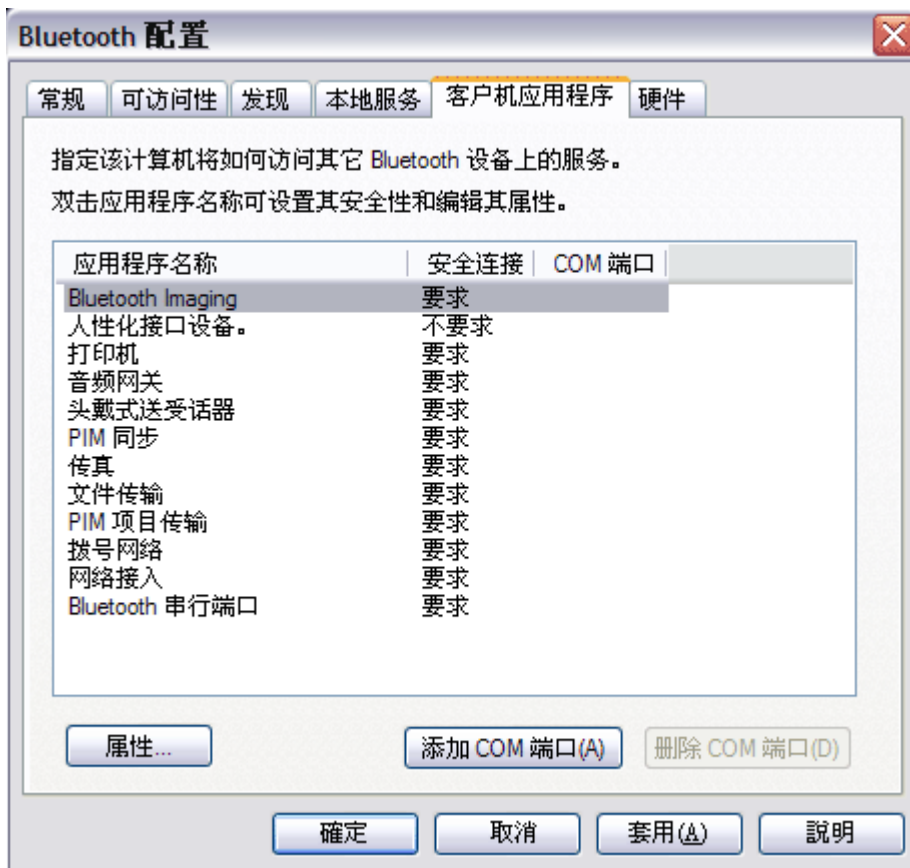 Bluetooth 配置
常规 可访问性 发现 本地服务 客户机应用程序 硬件
指定该计算机将如何访问其它 Bluetooth 设备上的服务。
双击应用程序名称可设置其安全性和编辑其属性。
应用程序名称 安全连接 COM 端口
Bluetooth Imaging 要求
人性化接口设备。 不要求
打印机 要求
音频网关 要求
头戴式送受话器 要求
PIM 同步 要求
传真 要求
文件传输 要求
PIM 项目传输 要求
拨号网络 要求
网络接入 要求
Bluetooth 串行端口 要求
属性... 添加 COM 端口(A) 删除 COM 端口(D)
確定 取消 套用(A) 說明